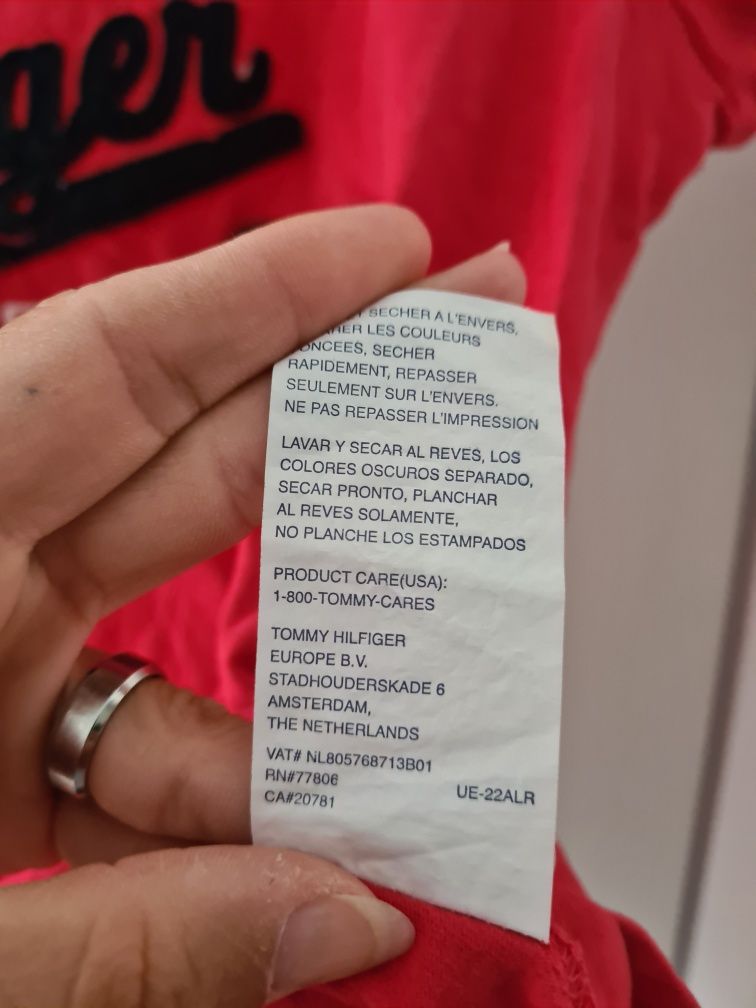 ger
SECHER A L'ENVERS,
LES COULEURS
SECHER
RAPIDEMENT, REPASSER
SEULEMENT SUR L'ENVERS.
NE PAS REPASSER L'IMPRESSION
LAVAR Y SECAR AL REVES, LOS
COLORES OSCUROS SEPARADO,
SECAR PRONTO, PLANCHAR
AL REVES SOLAMENTE,
NO PLANCHE LOS ESTAMPADOS
PRODUCT CARE(USA):
1-800-TOMMY-CARES
TOMMY HILFIGER
EUROPE B.V.
STADHOUDERSKADE 6
AMSTERDAM,
THE NETHERLANDS
VAT# NL805768713B01
RN#77806
CA#20781 UE-22ALR